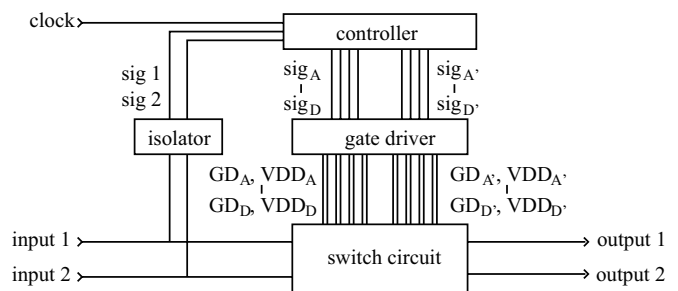 clock
controller
sig 1
sig 2
sigA
sigD
sigA'
sigD'
isolator
gate driver
GDA, VDDA
GDD, VDDD
GDA', VDDA'
GDD', VDDD'
input 1
input 2
switch circuit
output 1
output 2